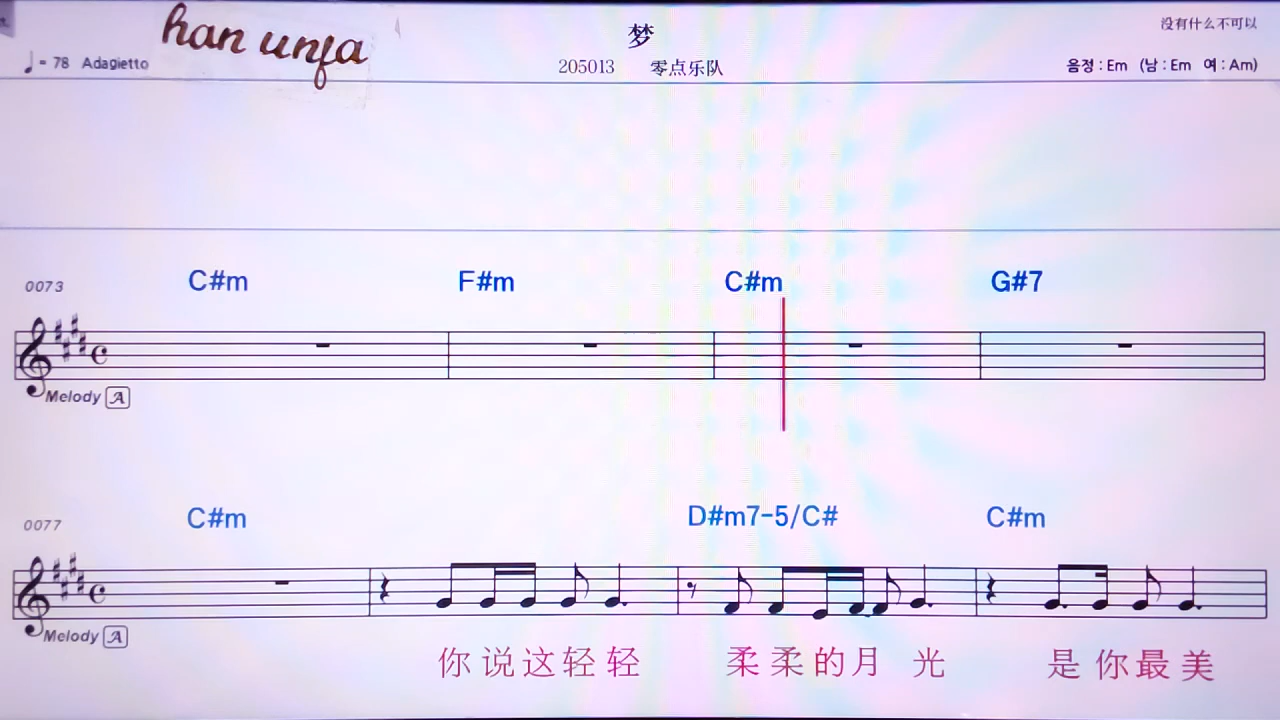 han unfa
梦
没有什么不可以
♩ = 78 Adagietto
205013 零点乐队
음정 : Em (남 : Em 여 : Am)
0073 C#m F#m C#m G#7
Melody A
0077 C#m D#m7-5/C# C#m
Melody A
你说这轻轻 柔柔的月 光 是你最美